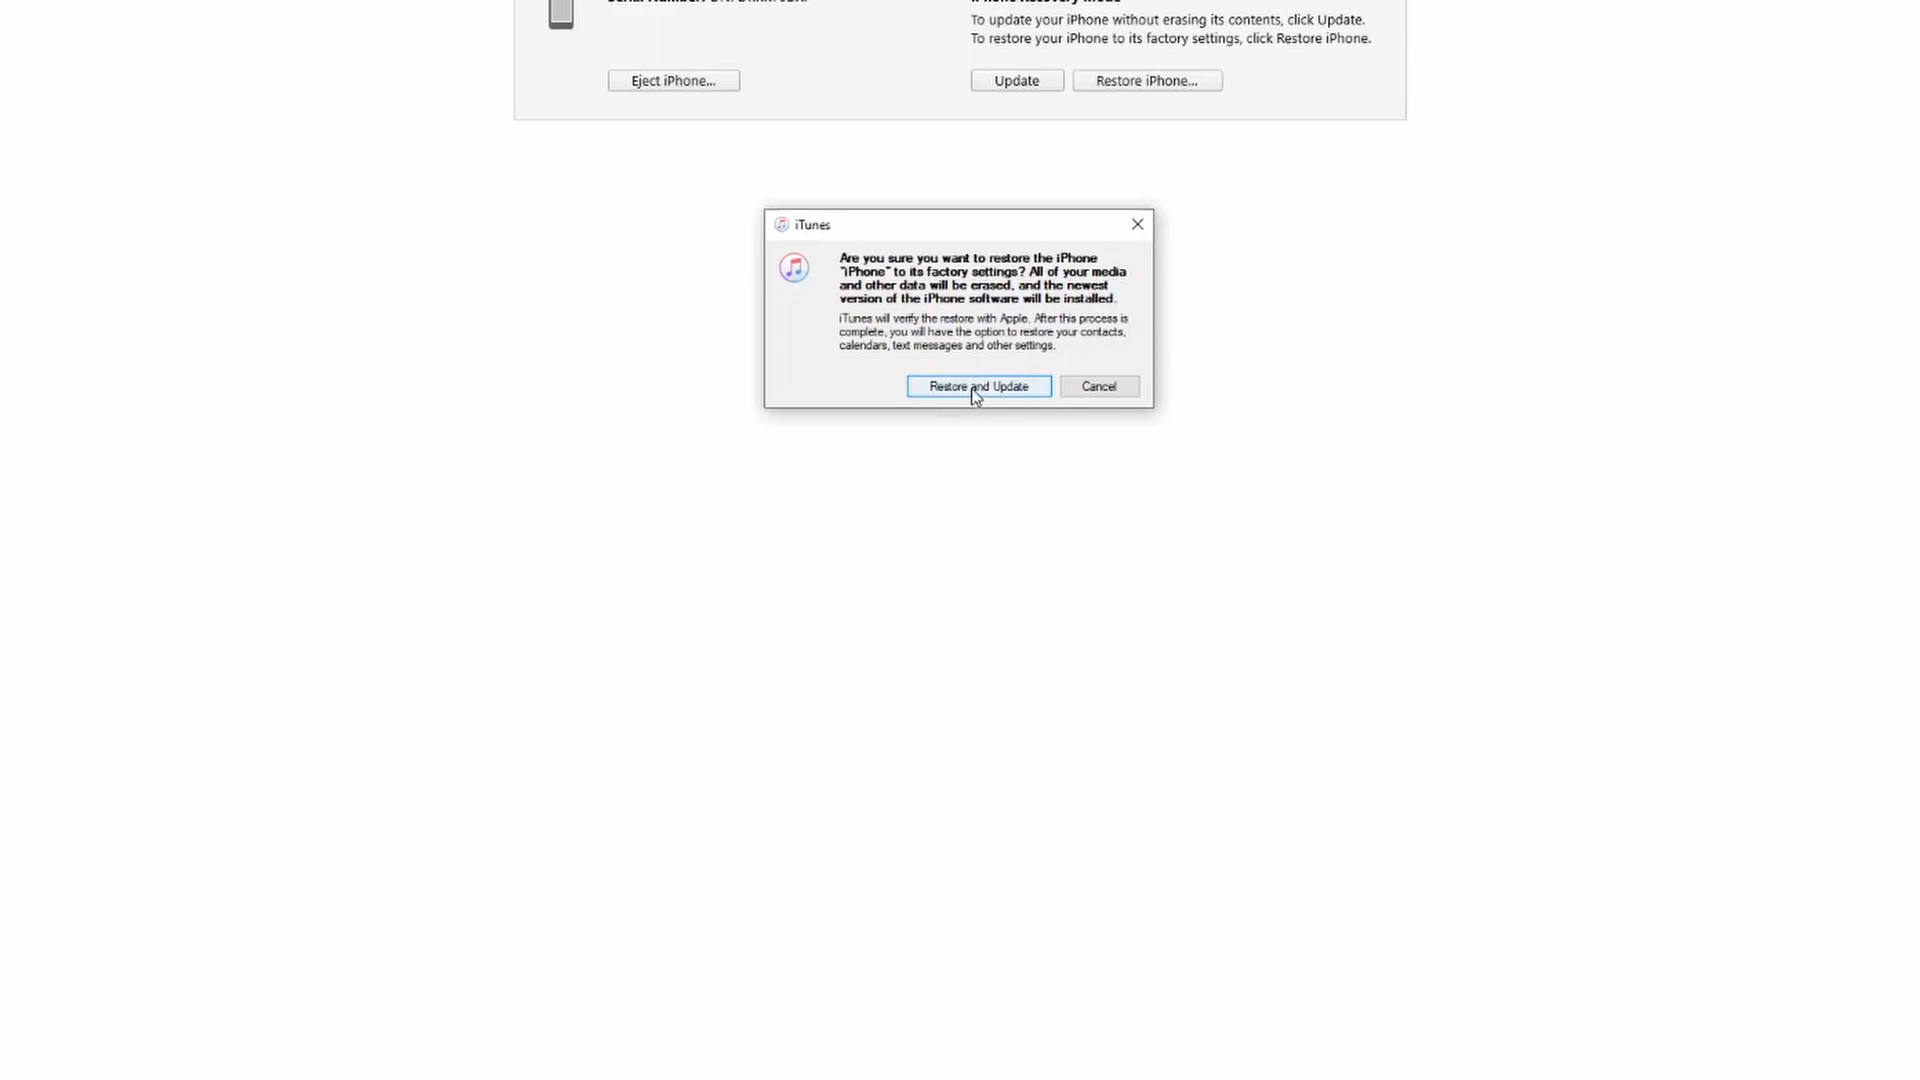 To update your iPhone without erasing its contents, click Update.
To restore your iPhone to its factory settings, click Restore iPhone.
Eject iPhone...
Update
Restore iPhone...
iTunes
Are you sure you want to restore the iPhone
"iPhone" to its factory settings? All of your media
and other data will be erased, and the newest
version of the iPhone software will be installed.
iTunes will verify the restore with Apple. After this process is
complete, you will have the option to restore your contacts,
calendars, text messages and other settings.
Restore and Update
Cancel